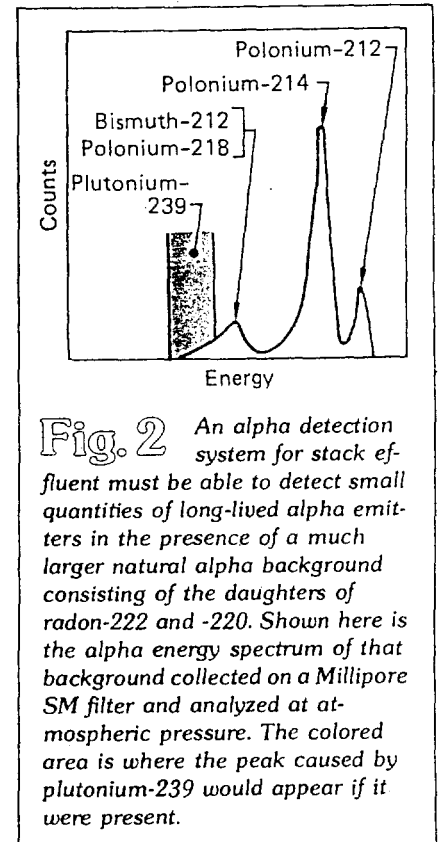 Polonium-212
Polonium-214
Bismuth-212
Polonium-218
Plutonium-
239
Counts
Energy
Fig. 2 An alpha detection
system for stack ef-
fluent must be able to detect small
quantities of long-lived alpha emit-
ters in the presence of a much
larger natural alpha background
consisting of the daughters of
radon-222 and -220. Shown here is
the alpha energy spectrum of that
background collected on a Millipore
SM filter and analyzed at at-
mospheric pressure. The colored
area is where the peak caused by
plutonium-239 would appear if it
were present.